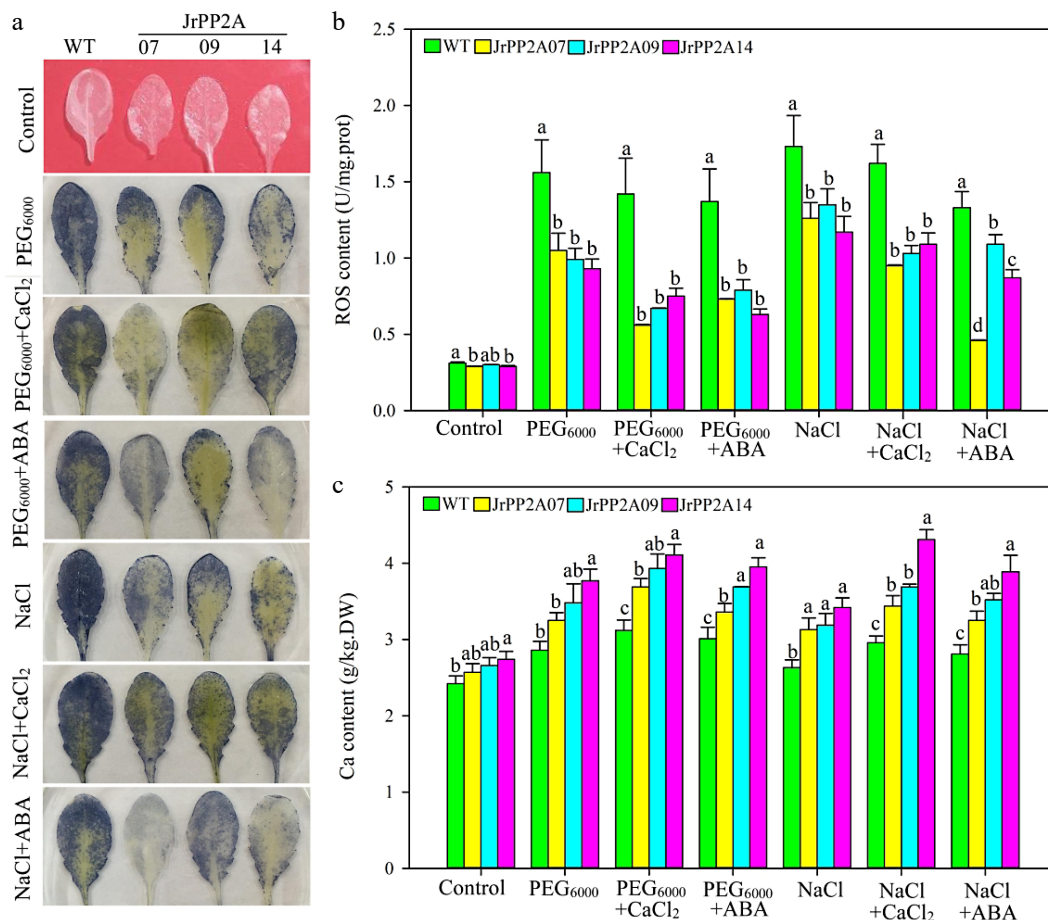 a
JrPP2A
WT 07 09 14
Control
PEG6000
PEG6000+CaCl2
PEG6000+ABA
NaCl
NaCl+CaCl2
NaCl+ABA
b
WT JrPP2A07 JrPP2A09 JrPP2A14
ROS content (U/mg.prot)
2.5
2.0
1.5
1.0
0.5
0.0
a b ab b
a b b b
a b b b
a b b b
a b b b
a b b b
a d b c
Control PEG6000 PEG6000 PEG6000 NaCl NaCl NaCl
+CaCl2 +ABA +CaCl2 +ABA
c
WT JrPP2A07 JrPP2A09 JrPP2A14
Ca content (g/kg.DW)
5
4
3
2
1
0
b ab ab a
b b ab a
c b ab a
c b a a
b a a a
c b b a
c b ab a
Control PEG6000 PEG6000 PEG6000 NaCl NaCl NaCl
+CaCl2 +ABA +CaCl2 +ABA